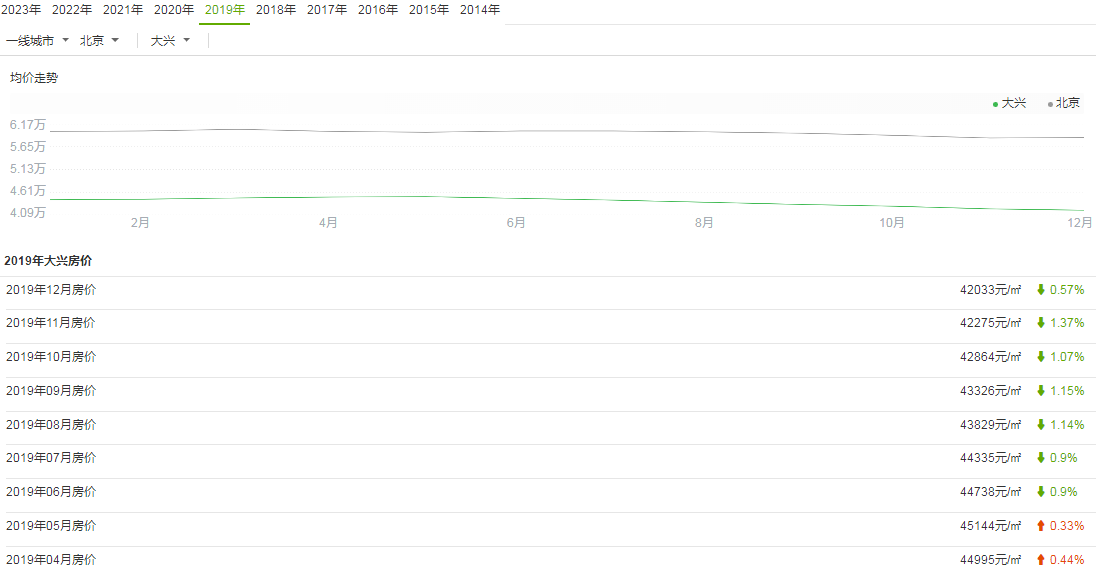 2023年 2022年 2021年 2020年 2019年 2018年 2017年 2016年 2015年 2014年
一线城市 北京 大兴
均价走势
大兴 北京
6.17万
5.65万
5.13万
4.61万
4.09万
2月 4月 6月 8月 10月 12月
2019年大兴房价
2019年12月房价 42033元/㎡ 0.57%
2019年11月房价 42275元/㎡ 1.37%
2019年10月房价 42864元/㎡ 1.07%
2019年09月房价 43326元/㎡ 1.15%
2019年08月房价 43829元/㎡ 1.14%
2019年07月房价 44335元/㎡ 0.9%
2019年06月房价 44738元/㎡ 0.9%
2019年05月房价 45144元/㎡ 0.33%
2019年04月房价 44995元/㎡ 0.44%